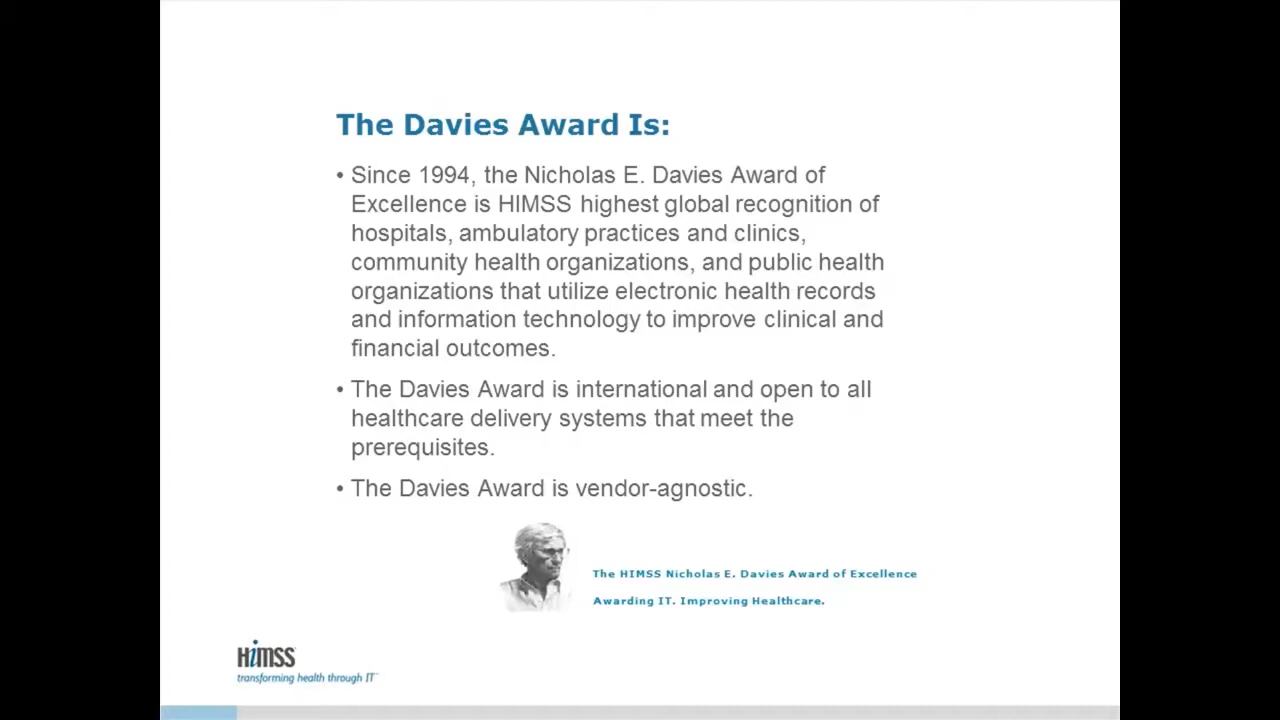 The Davies Award Is:
• Since 1994, the Nicholas E. Davies Award of
Excellence is HIMSS highest global recognition of
hospitals, ambulatory practices and clinics,
community health organizations, and public health
organizations that utilize electronic health records
and information technology to improve clinical and
financial outcomes.
• The Davies Award is international and open to all
healthcare delivery systems that meet the
prerequisites.
• The Davies Award is vendor-agnostic.
The HIMSS Nicholas E. Davies Award of Excellence
Awarding IT. Improving Healthcare.
HiMSS
transforming health through IT™